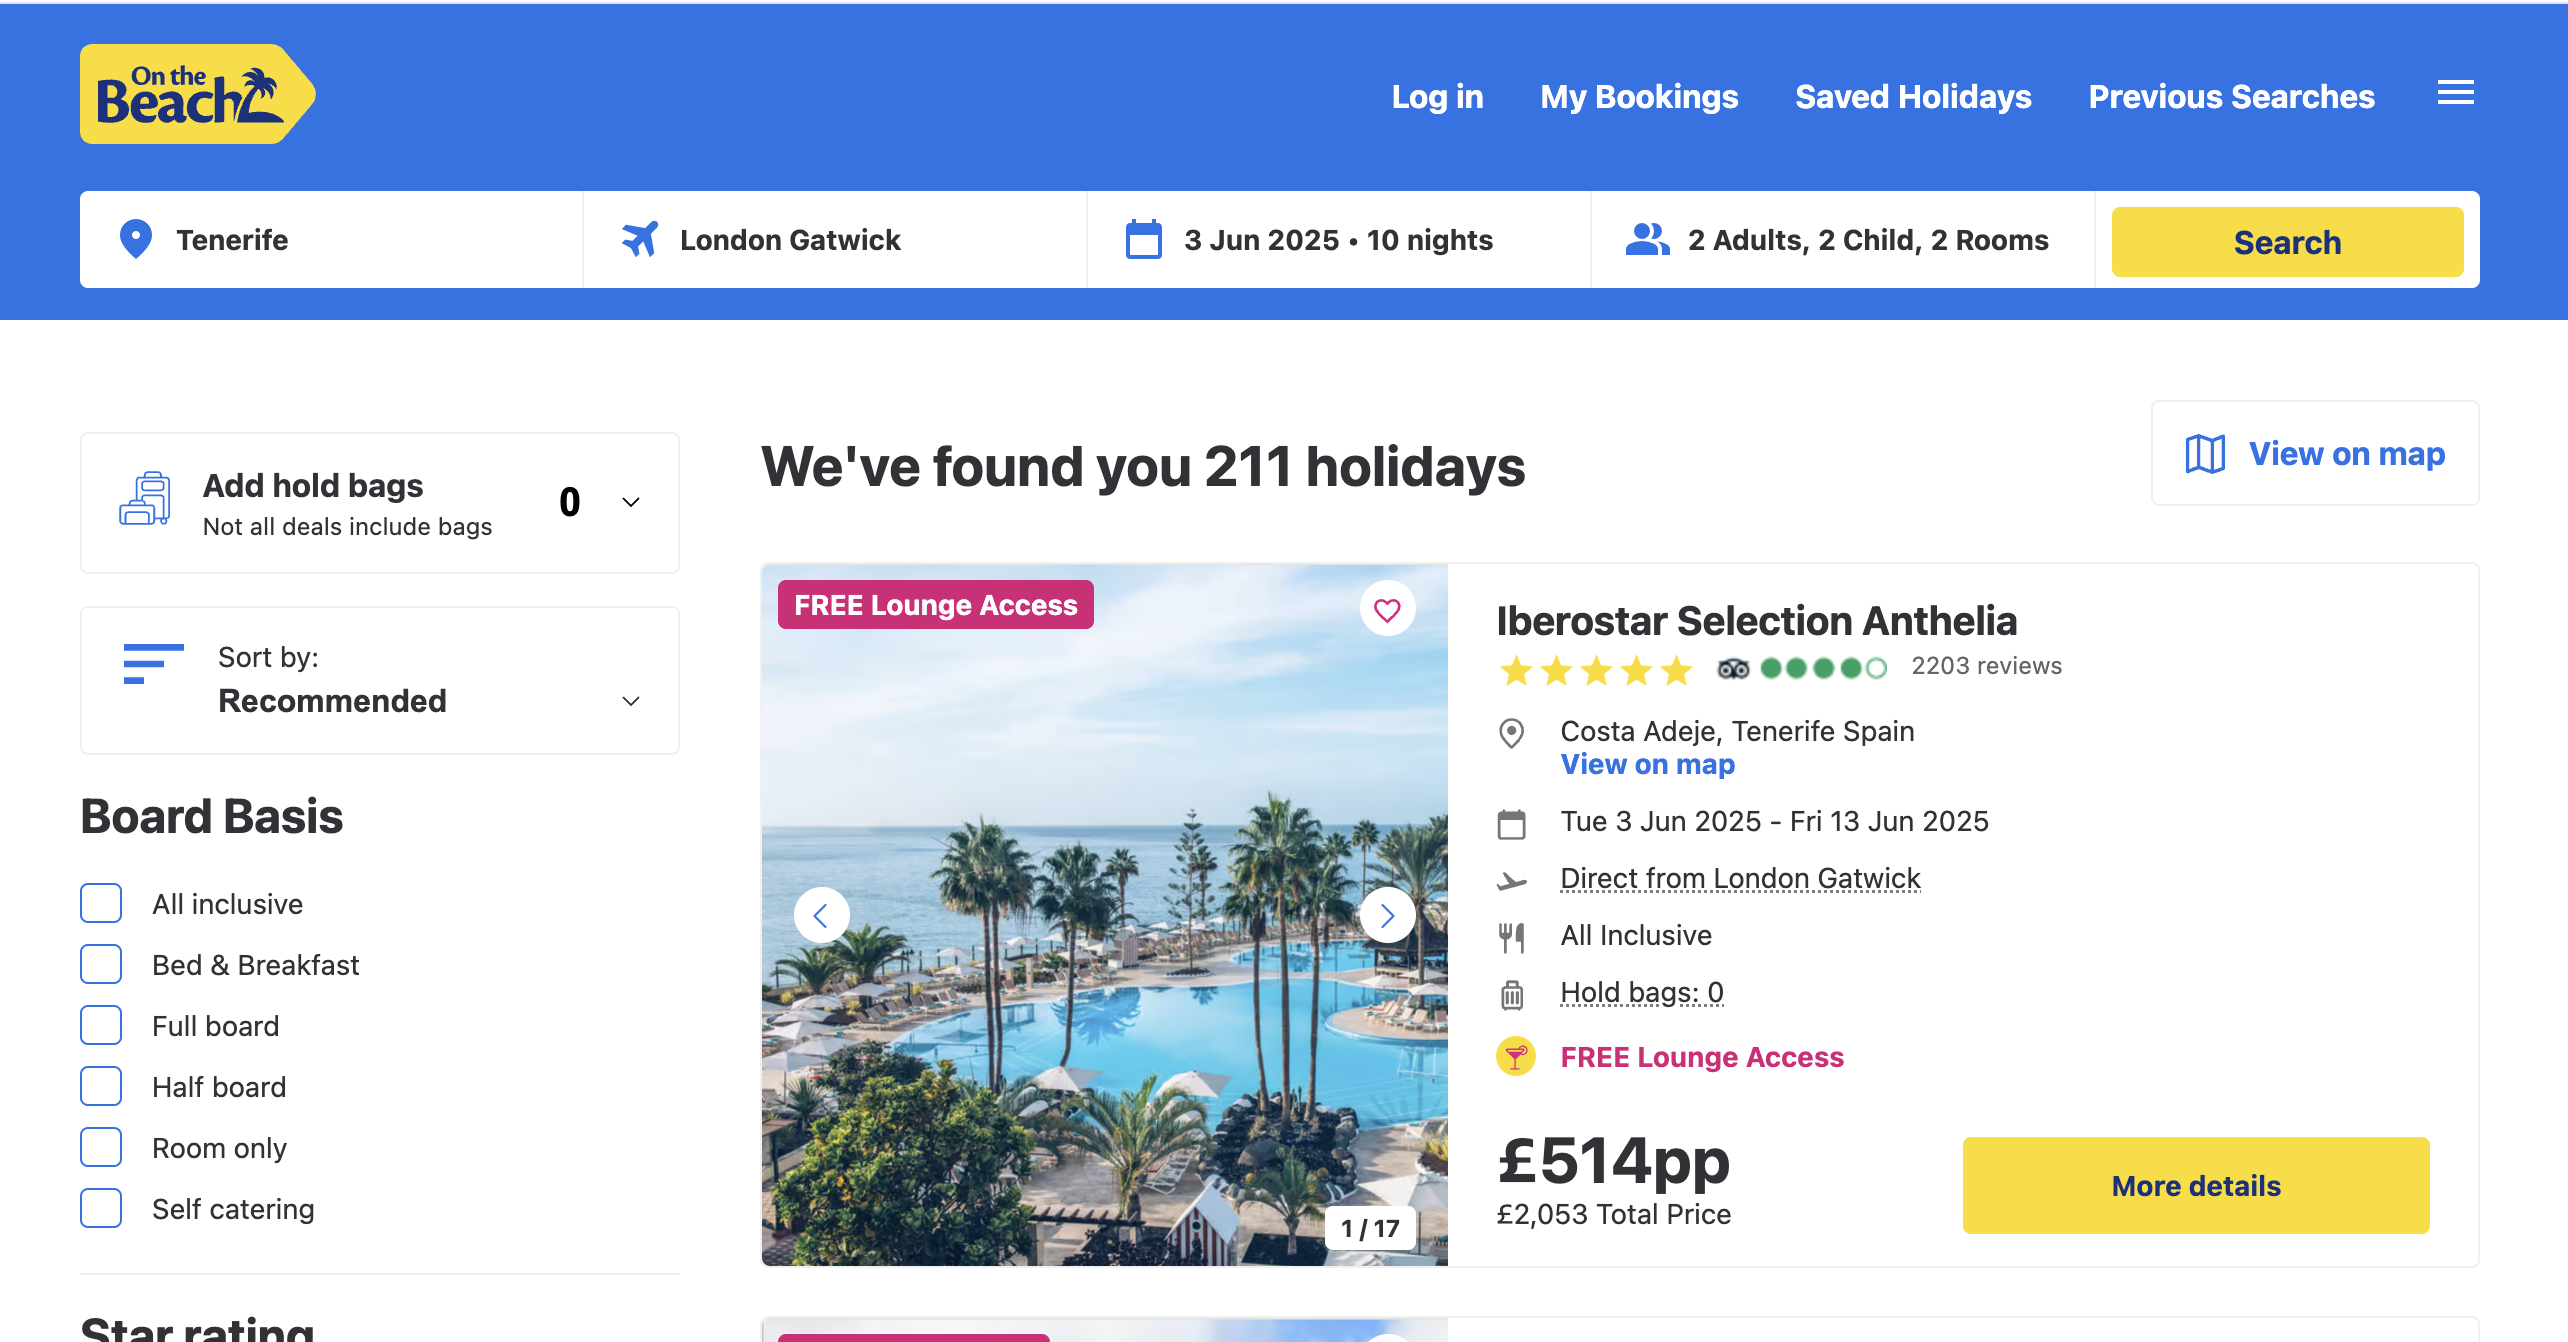 On the
Beach
Log in
My Bookings
Saved Holidays
Previous Searches
Tenerife
London Gatwick
3 Jun 2025 • 10 nights
2 Adults, 2 Child, 2 Rooms
Search
Add hold bags
Not all deals include bags
0
Sort by:
Recommended
Board Basis
All inclusive
Bed & Breakfast
Full board
Half board
Room only
Self catering
Star rating
We've found you 211 holidays
View on map
FREE Lounge Access
1 / 17
Iberostar Selection Anthelia
2203 reviews
Costa Adeje, Tenerife Spain
View on map
Tue 3 Jun 2025 - Fri 13 Jun 2025
Direct from London Gatwick
All Inclusive
Hold bags: 0
FREE Lounge Access
£514pp
£2,053 Total Price
More details